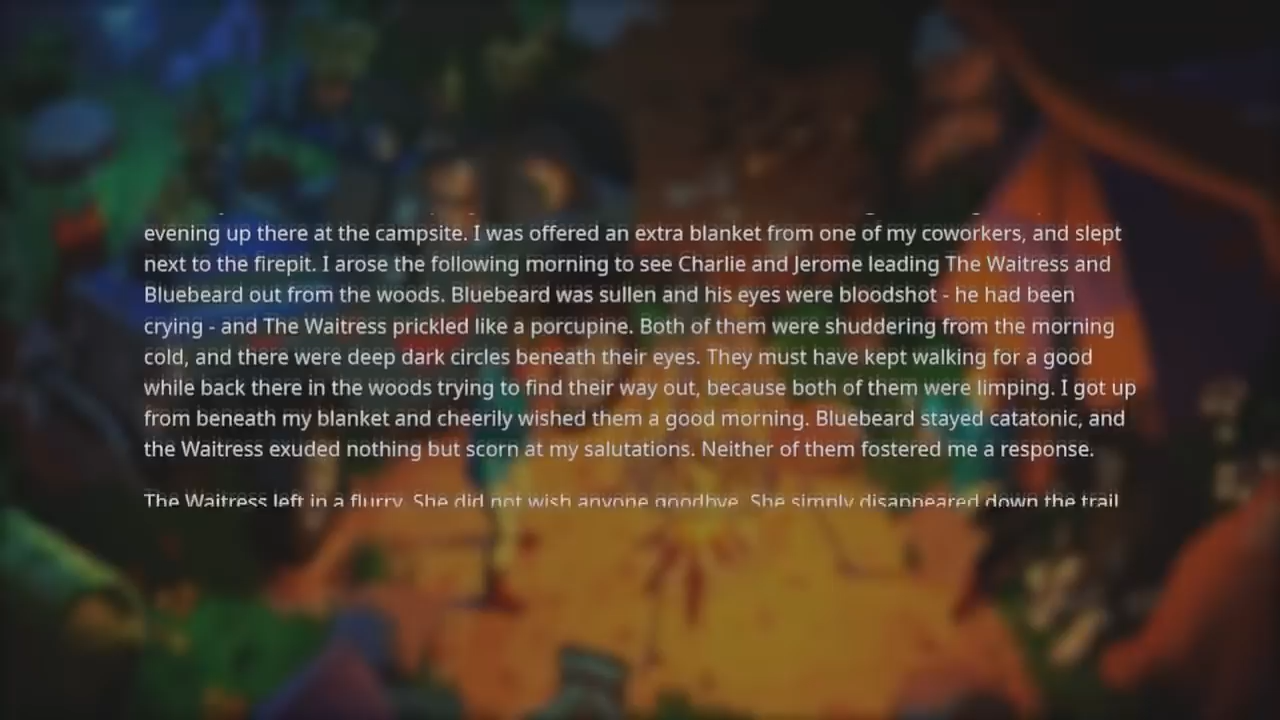 evening up there at the campsite. I was offered an extra blanket from one of my coworkers, and slept
next to the firepit. I arose the following morning to see Charlie and Jerome leading The Waitress and
Bluebeard out from the woods. Bluebeard was sullen and his eyes were bloodshot - he had been
crying - and The Waitress prickled like a porcupine. Both of them were shuddering from the morning
cold, and there were deep dark circles beneath their eyes. They must have kept walking for a good
while back there in the woods trying to find their way out, because both of them were limping. I got up
from beneath my blanket and cheerily wished them a good morning. Bluebeard stayed catatonic, and
the Waitress exuded nothing but scorn at my salutations. Neither of them fostered me a response.
The Waitress left in a flurry. She did not wish anyone goodbye. She simply disappeared down the trail